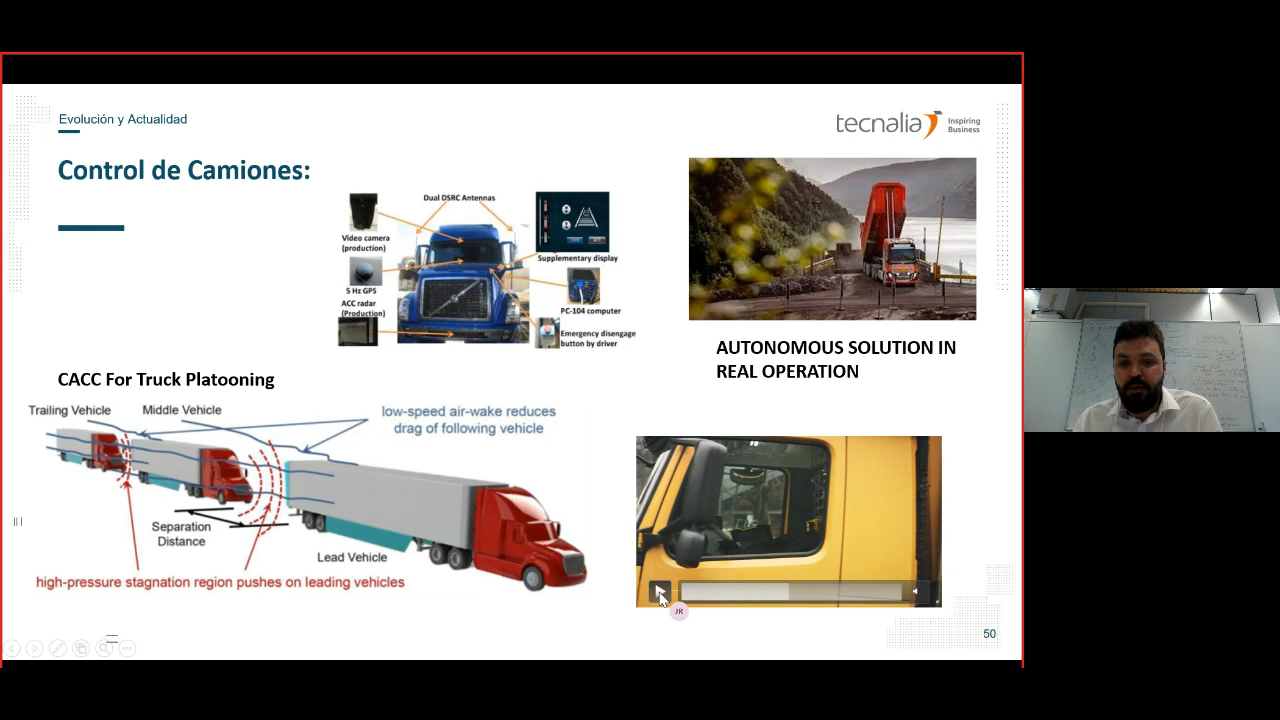 Evolución y Actualidad
tecnalia
Inspiring
Business
Control de Camiones:
Dual DSRC Antennas
Video camera
(production)
Supplementary display
5 Hz GPS
PC-104 computer
ACC radar
(Production)
Emergency disengage
button by driver
AUTONOMOUS SOLUTION IN
REAL OPERATION
CACC For Truck Platooning
Trailing Vehicle
Middle Vehicle
low-speed air-wake reduces
drag of following vehicle
Separation
Distance
Lead Vehicle
high-pressure stagnation region pushes on leading vehicles
JR
50